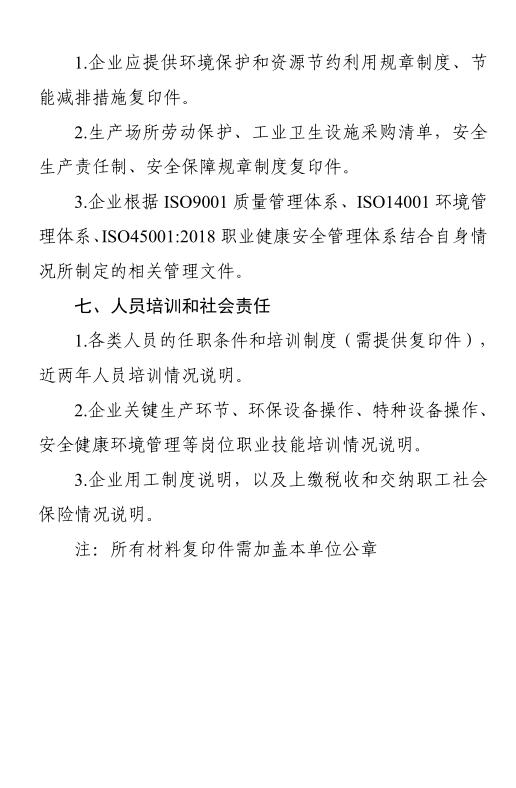 1.企业应提供环境保护和资源节约利用规章制度、节
能减排措施复印件。
2.生产场所劳动保护、工业卫生设施采购清单，安全
生产责任制、安全保障规章制度复印件。
3.企业根据 ISO9001 质量管理体系、ISO14001 环境管
理体系、ISO45001:2018 职业健康安全管理体系结合自身情
况所制定的相关管理文件。
七、人员培训和社会责任
1.各类人员的任职条件和培训制度（需提供复印件），
近两年人员培训情况说明。
2.企业关键生产环节、环保设备操作、特种设备操作、
安全健康环境管理等岗位职业技能培训情况说明。
3.企业用工制度说明，以及上缴税收和交纳职工社会
保险情况说明。
注：所有材料复印件需加盖本单位公章